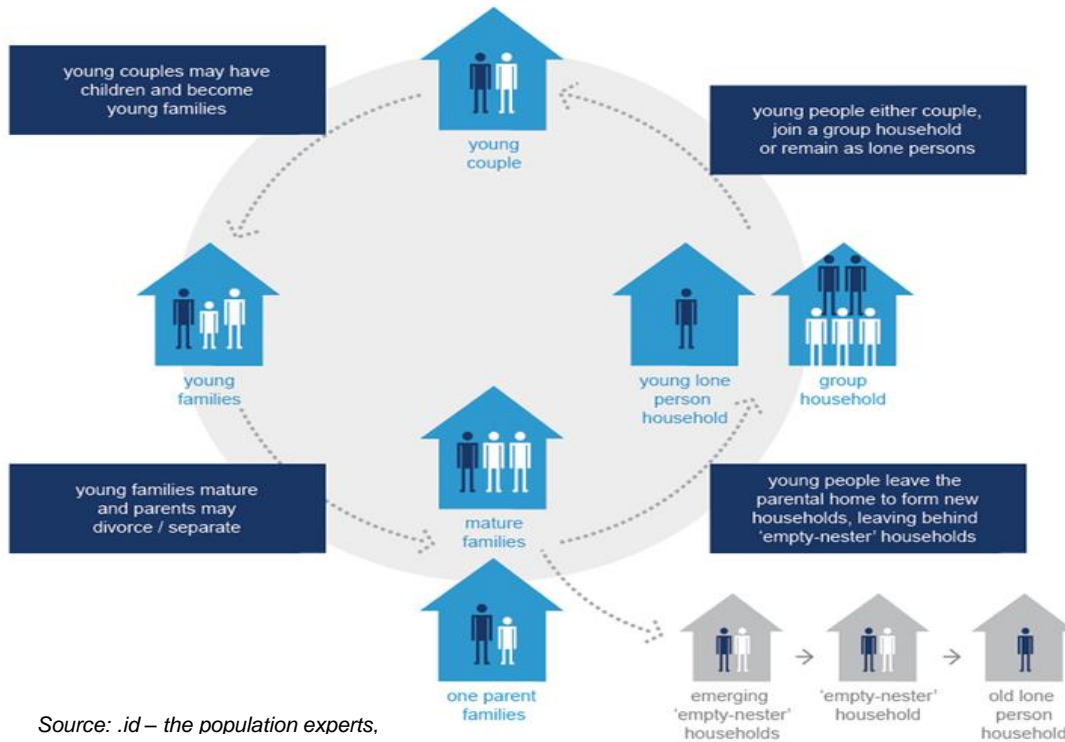 young couples may have
children and become
young families
young
couple
young people either couple,
join a group household
or remain as lone persons
young
families
young lone
person
household
group
household
young families mature
and parents may
divorce / separate
mature
families
young people leave the
parental home to form new
households, leaving behind
‘empty-nester’ households
one parent
families
emerging
‘empty-nester’
households
‘empty-nester’
household
old lone
person
household
Source: .id – the population experts,